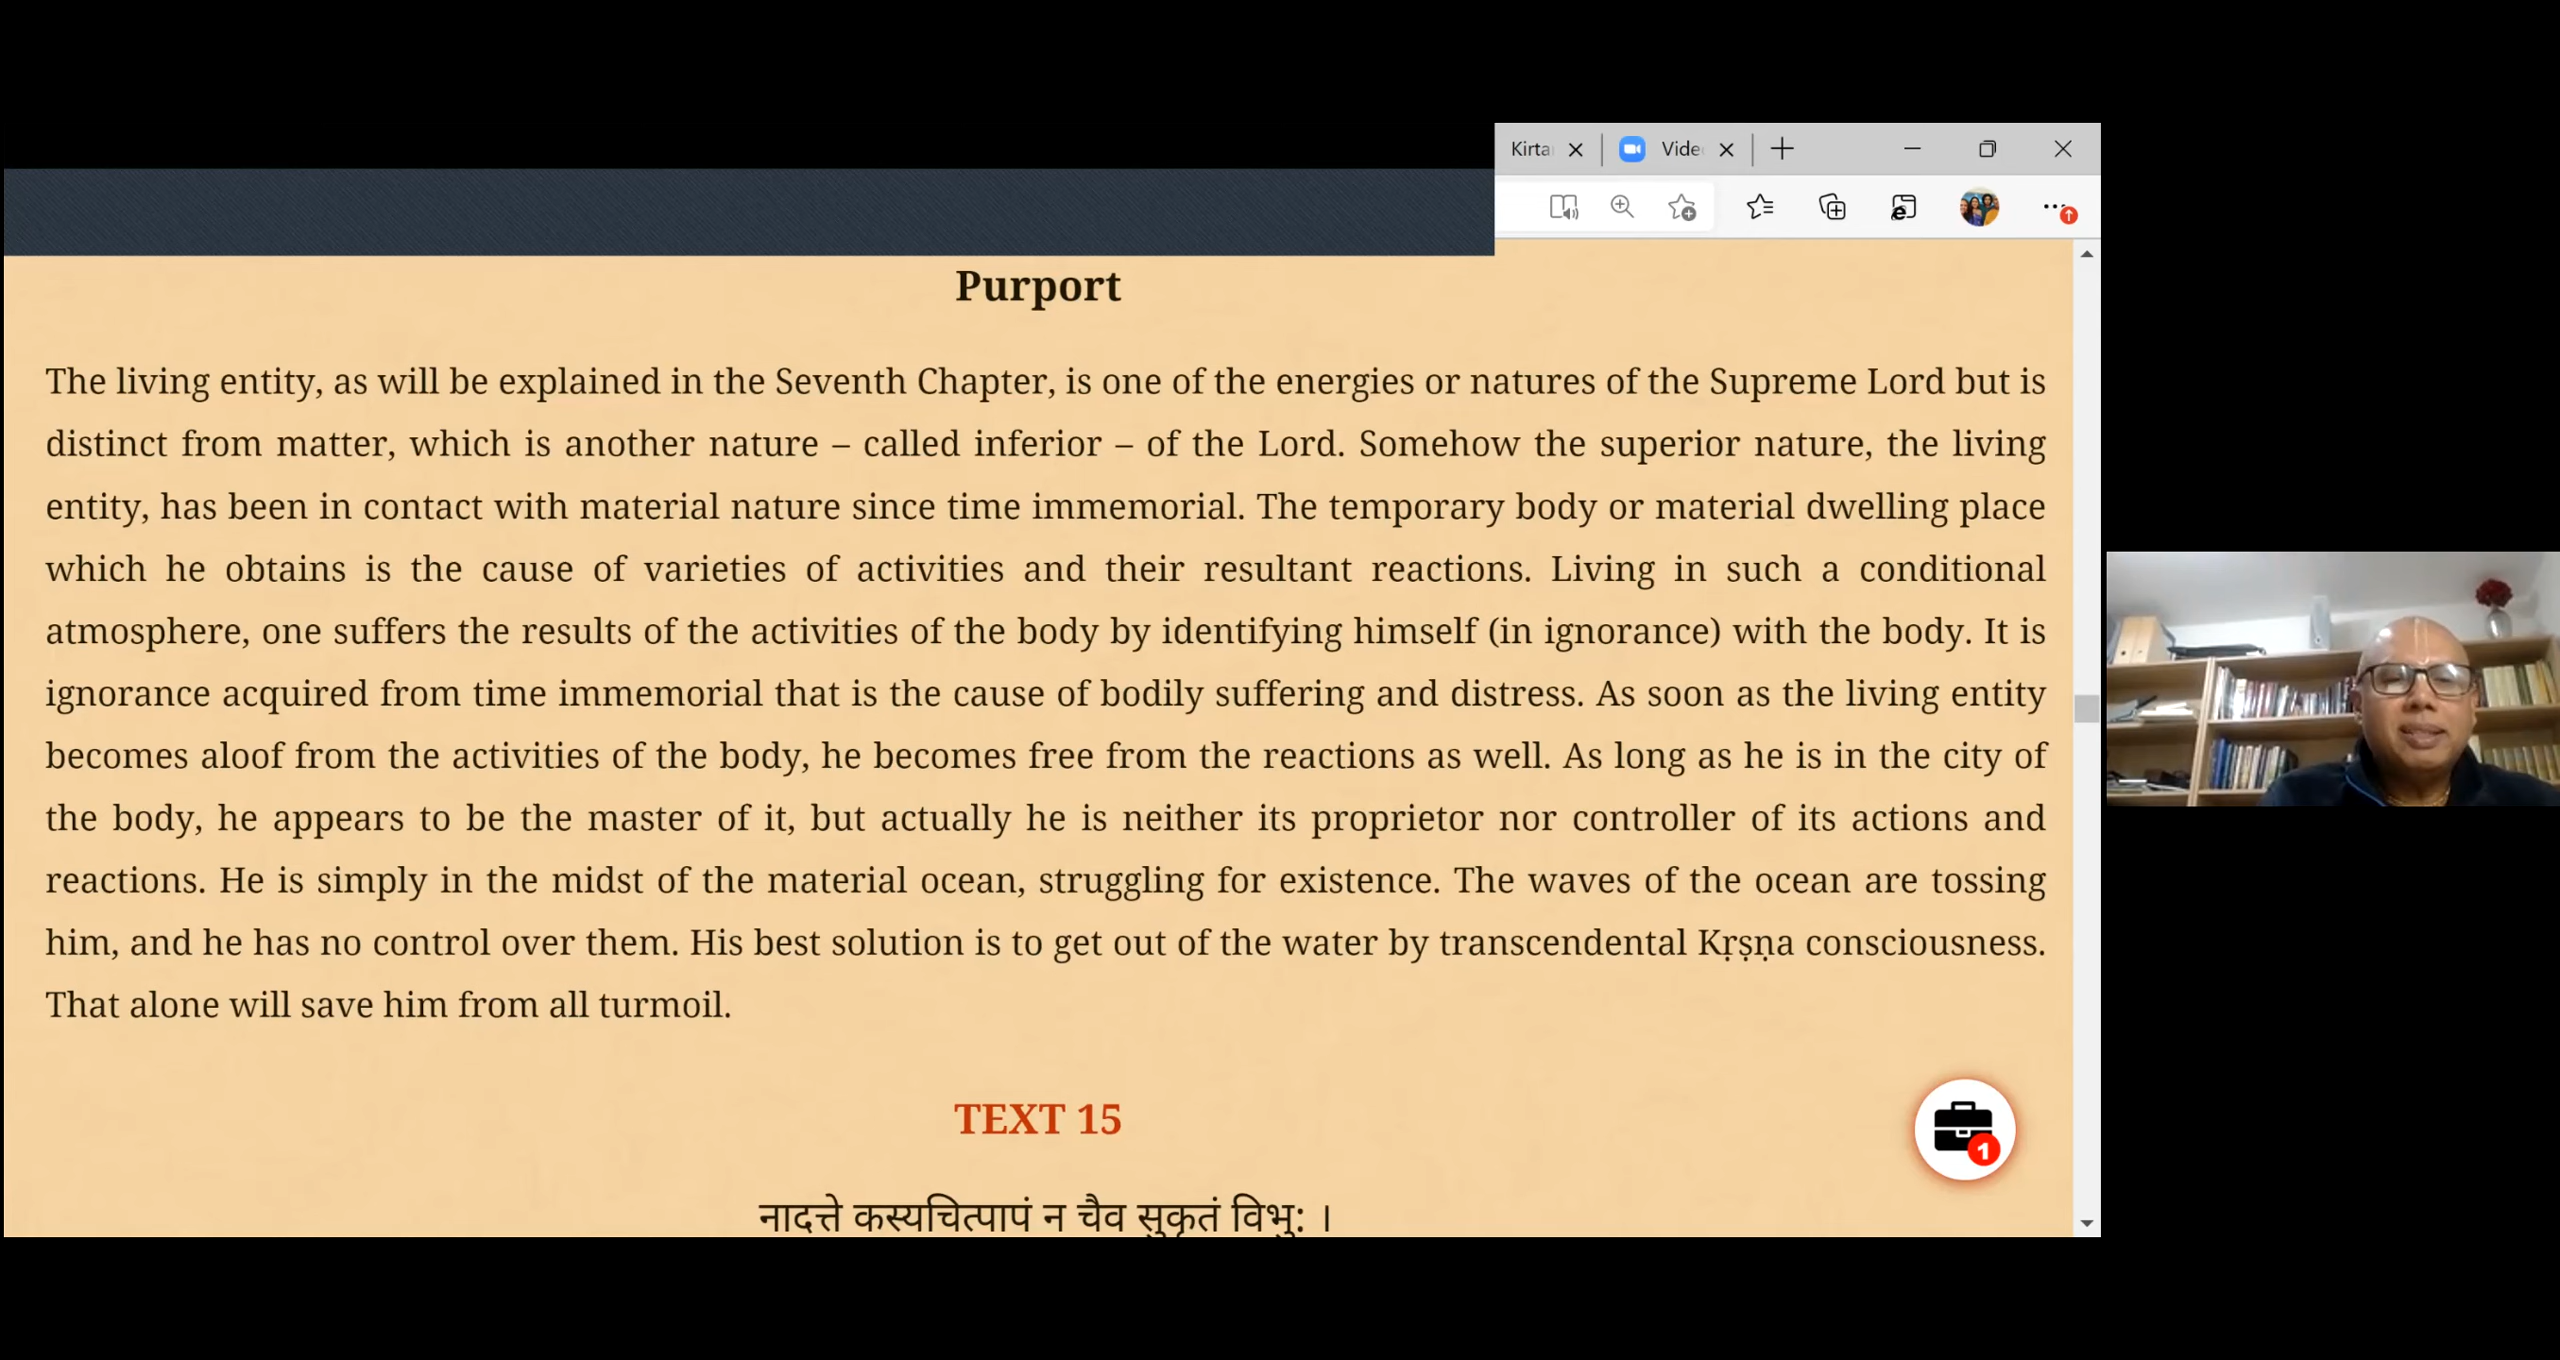 Kirta
Vide
Purport
The living entity, as will be explained in the Seventh Chapter, is one of the energies or natures of the Supreme Lord but is
distinct from matter, which is another nature – called inferior – of the Lord. Somehow the superior nature, the living
entity, has been in contact with material nature since time immemorial. The temporary body or material dwelling place
which he obtains is the cause of varieties of activities and their resultant reactions. Living in such a conditional
atmosphere, one suffers the results of the activities of the body by identifying himself (in ignorance) with the body. It is
ignorance acquired from time immemorial that is the cause of bodily suffering and distress. As soon as the living entity
becomes aloof from the activities of the body, he becomes free from the reactions as well. As long as he is in the city of
the body, he appears to be the master of it, but actually he is neither its proprietor nor controller of its actions and
reactions. He is simply in the midst of the material ocean, struggling for existence. The waves of the ocean are tossing
him, and he has no control over them. His best solution is to get out of the water by transcendental Kṛṣṇa consciousness.
That alone will save him from all turmoil.
TEXT 15
1
नादत्ते कस्यचित्पापं न चैव सुकृतं विभु: ।